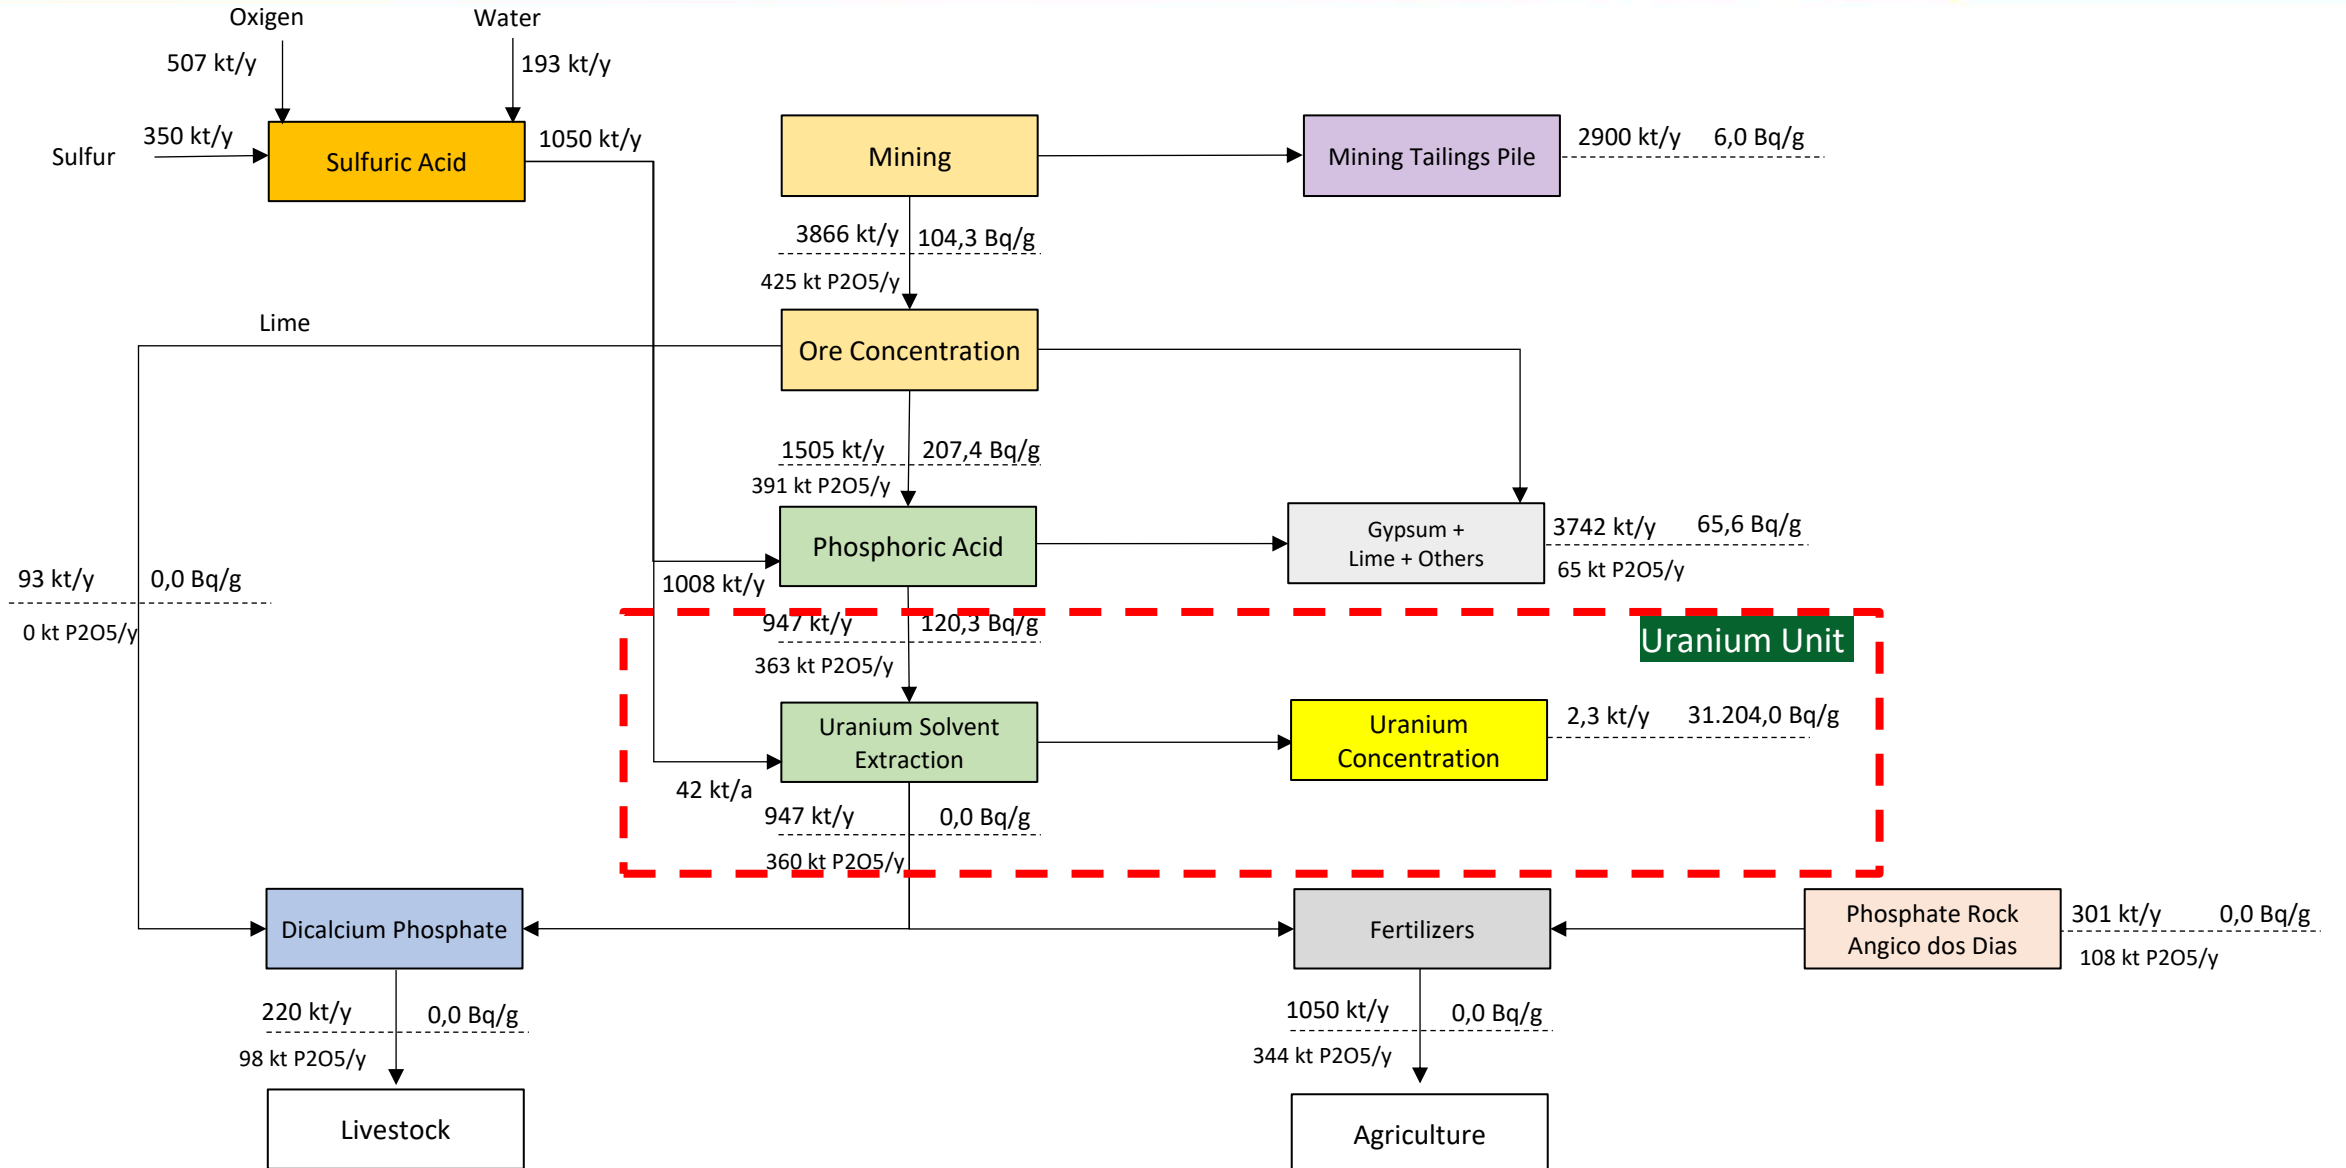 Oxigen
Water
507 kt/y
193 kt/y
Sulfur
350 kt/y
Sulfuric Acid
1050 kt/y
Mining
Mining Tailings Pile
2900 kt/y
6,0 Bq/g
3866 kt/y
104,3 Bq/g
425 kt P2O5/y
Lime
Ore Concentration
1505 kt/y
207,4 Bq/g
391 kt P2O5/y
Phosphoric Acid
Gypsum +
Lime + Others
3742 kt/y
65,6 Bq/g
65 kt P2O5/y
93 kt/y
0,0 Bq/g
0 kt P2O5/y
1008 kt/y
947 kt/y
120,3 Bq/g
363 kt P2O5/y
Uranium Unit
Uranium Solvent
Extraction
Uranium
Concentration
2,3 kt/y
31.204,0 Bq/g
42 kt/a
947 kt/y
0,0 Bq/g
360 kt P2O5/y
Dicalcium Phosphate
Fertilizers
Phosphate Rock
Angico dos Dias
301 kt/y
0,0 Bq/g
108 kt P2O5/y
220 kt/y
0,0 Bq/g
98 kt P2O5/y
1050 kt/y
0,0 Bq/g
344 kt P2O5/y
Livestock
Agriculture